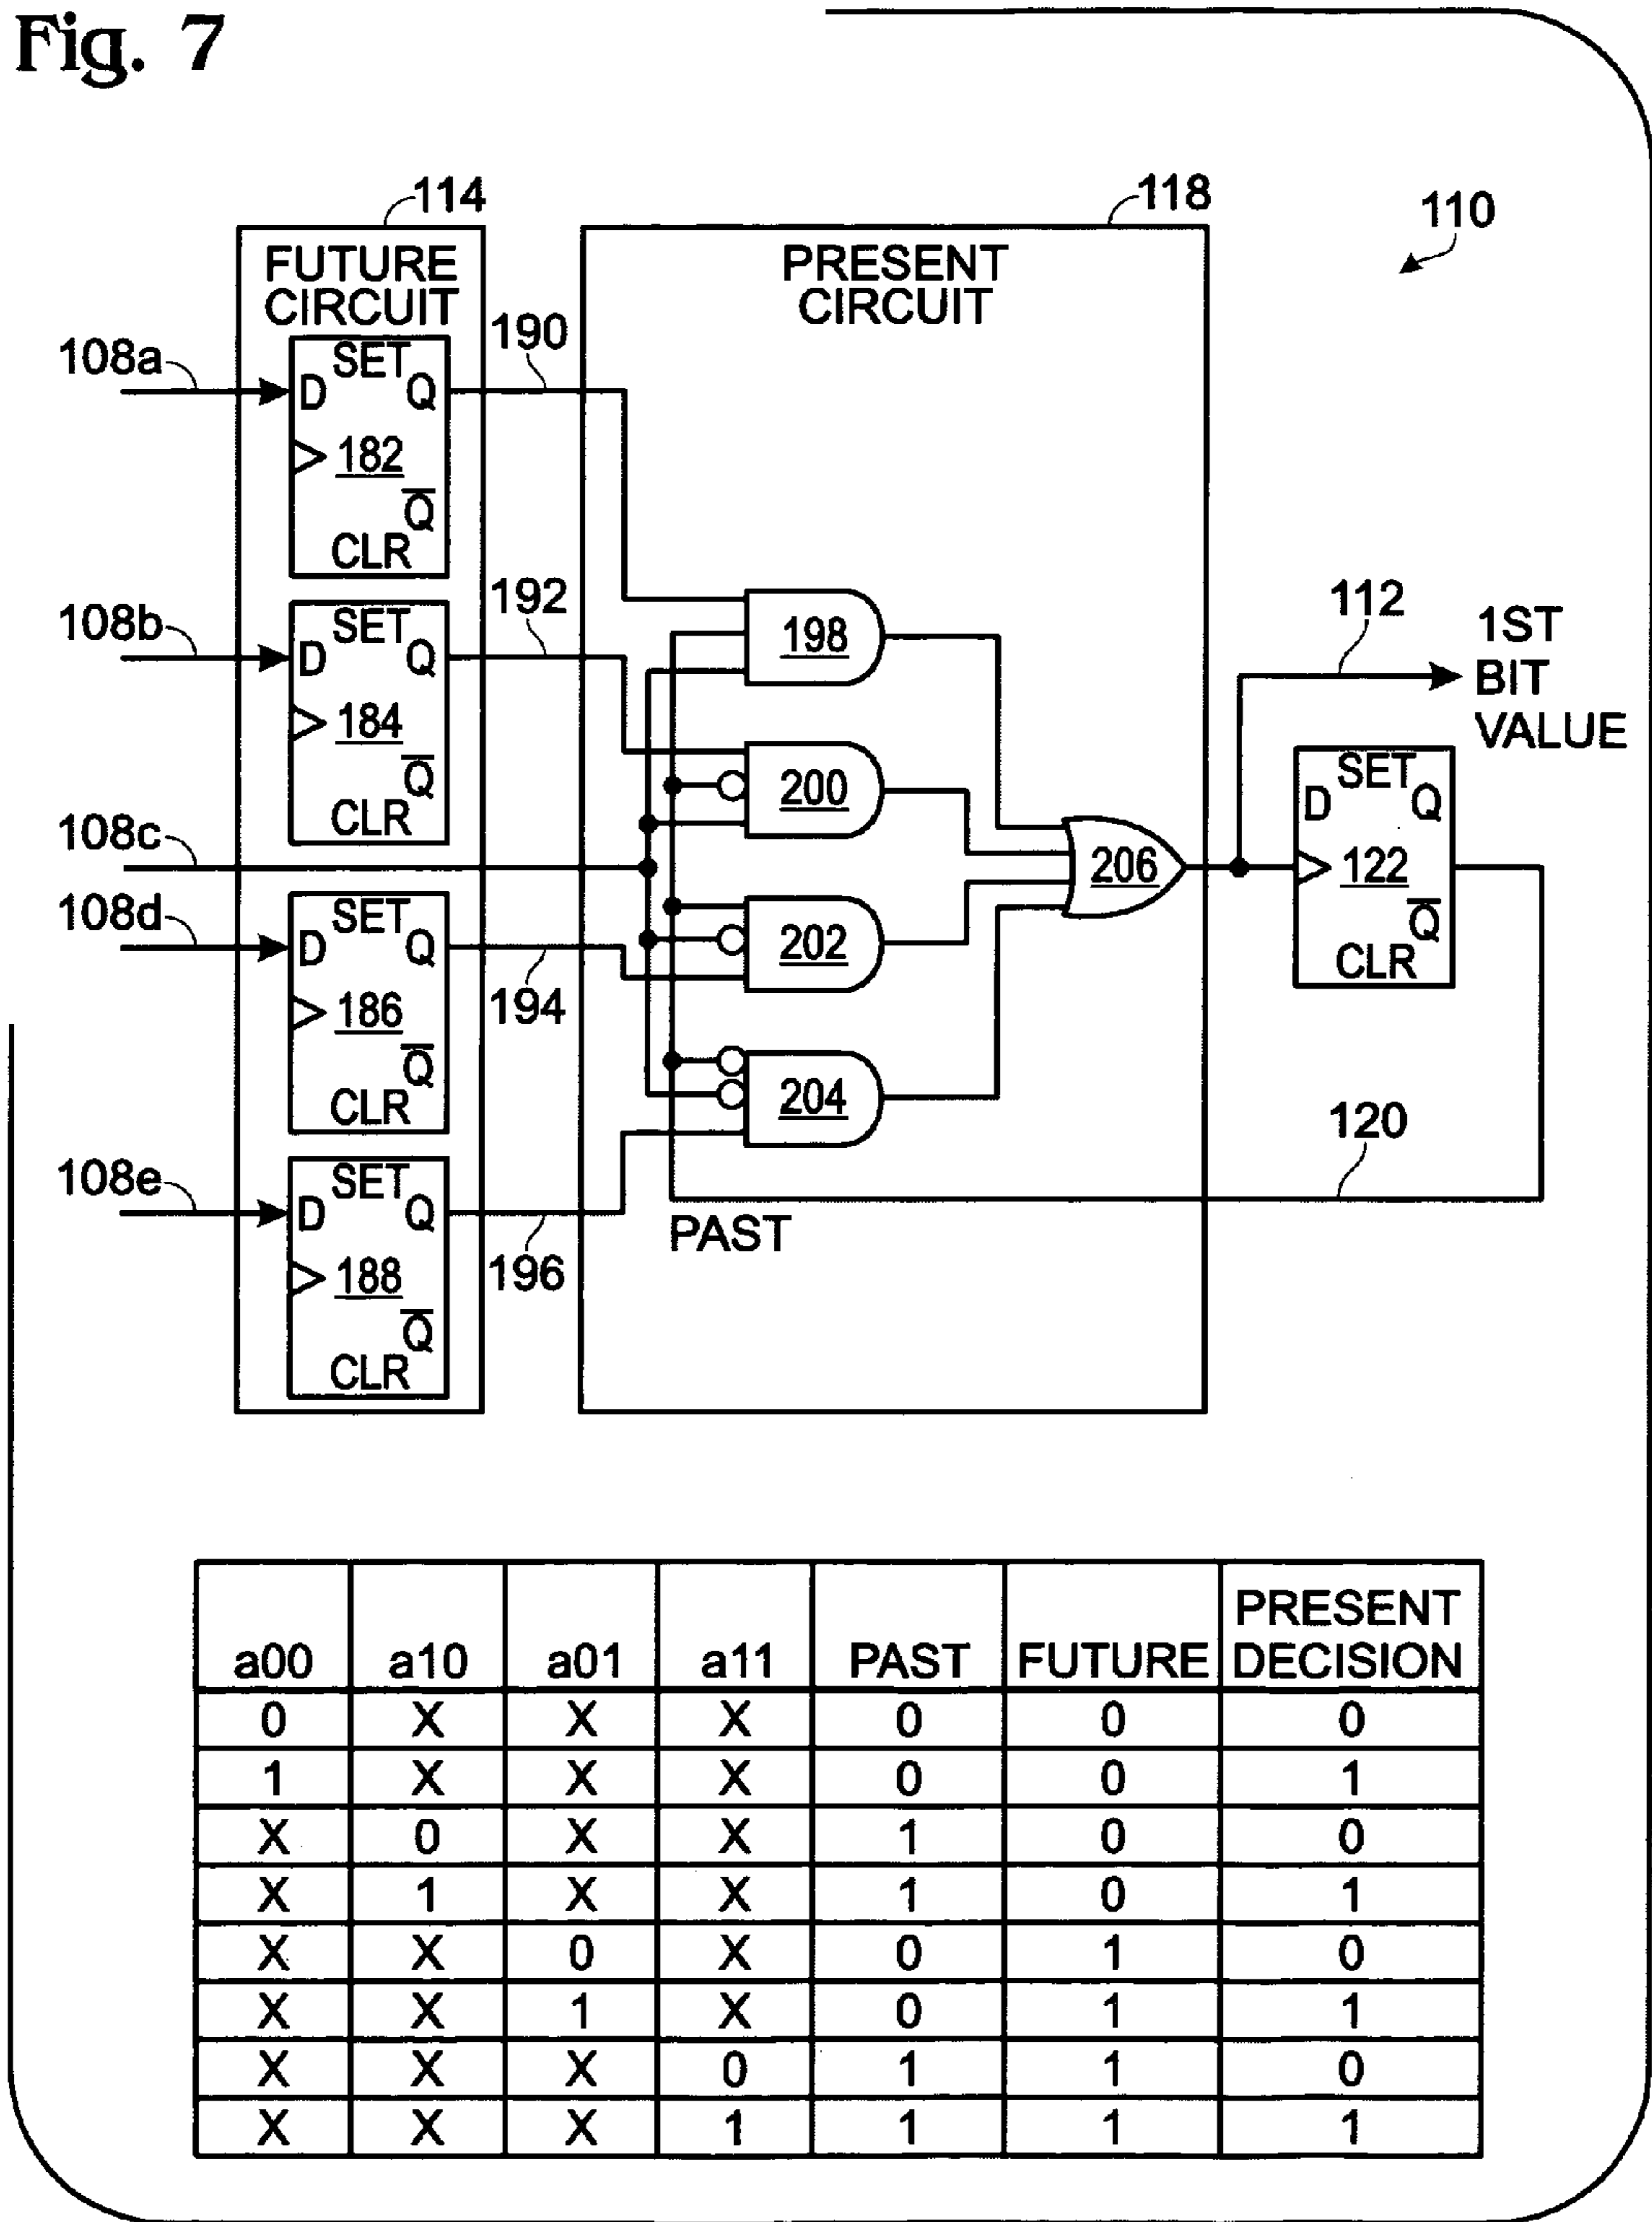 Fig. 7
114
118
110
FUTURE
CIRCUIT
PRESENT
CIRCUIT
108a
190
D SET Q
182
Q̅
CLR
108b
192
D SET Q
184
Q̅
CLR
198
112
1ST
BIT
VALUE
200
108c
206
D SET Q
122
Q̅
CLR
108d
D SET Q
186
Q̅
CLR
194
202
204
120
108e
PAST
D SET Q
188
Q̅
CLR
196
a00 a10 a01 a11 PAST FUTURE PRESENT DECISION
0 X X X 0 0 0
1 X X X 0 0 1
X 0 X X 1 0 0
X 1 X X 1 0 1
X X 0 X 0 1 0
X X 1 X 0 1 1
X X X 0 1 1 0
X X X 1 1 1 1